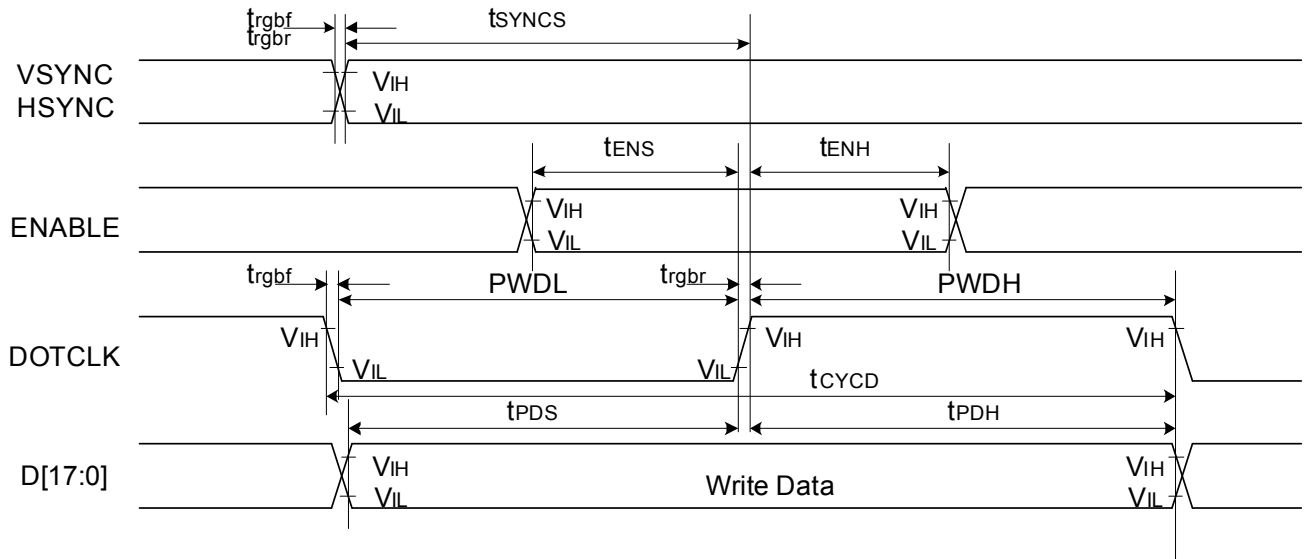 trgbf
trgbr
tSYNCS
VSYNC
HSYNC
VIH
VIL
tENS
tENH
ENABLE
VIH
VIL
VIH
VIL
trgbf
PWDL
trgbr
PWDH
DOTCLK
VIH
VIL
VIL
VIH
VIH
tCYCD
tPDS
tPDH
D[17:0]
VIH
VIL
Write Data
VIH
VIL